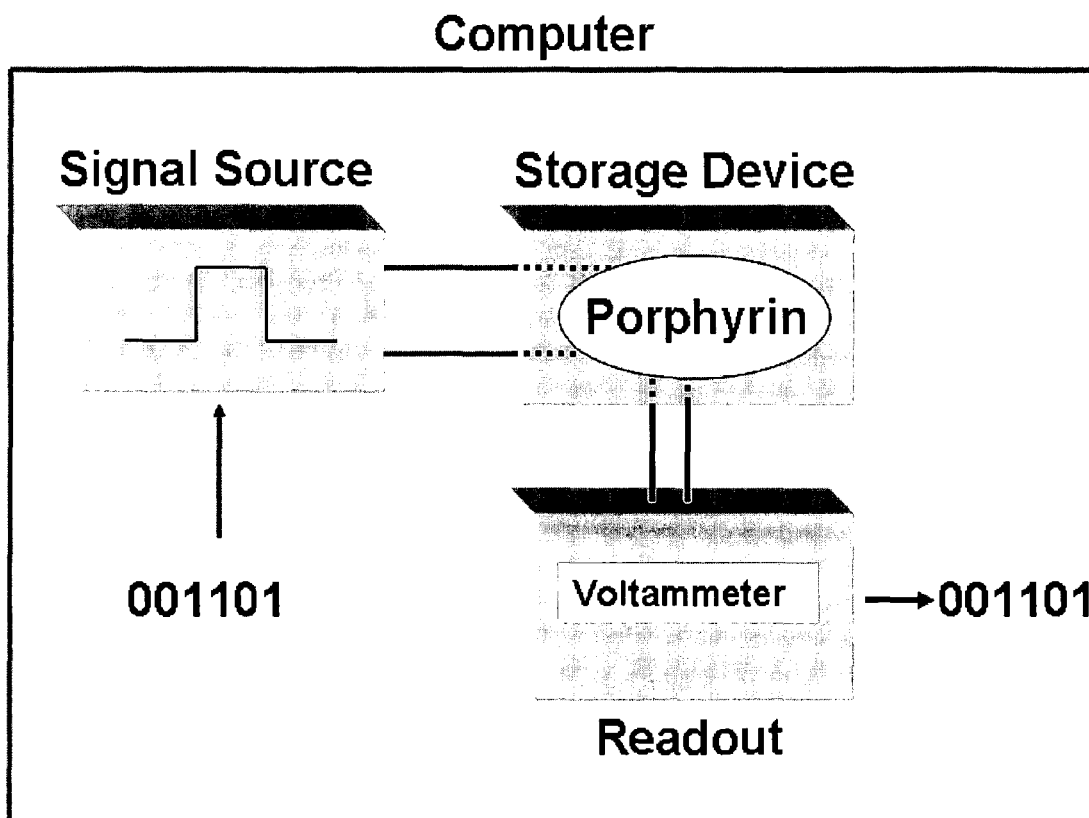 Computer
Signal Source
Storage Device
Porphyrin
001101
Voltammeter
001101
Readout